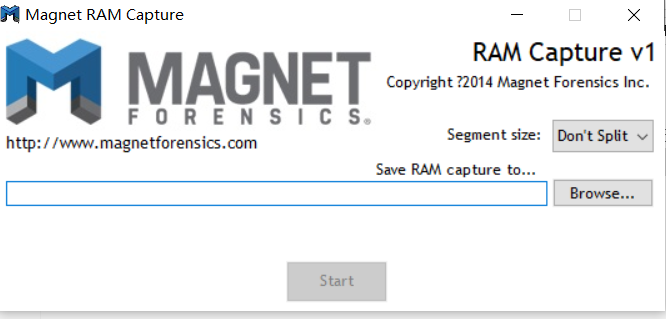 Magnet RAM Capture
RAM Capture v1
MAGNET
FORENSICS®
Copyright ?2014 Magnet Forensics Inc.
http://www.magnetforensics.com
Segment size: Don't Split
Save RAM capture to...
Browse...
Start